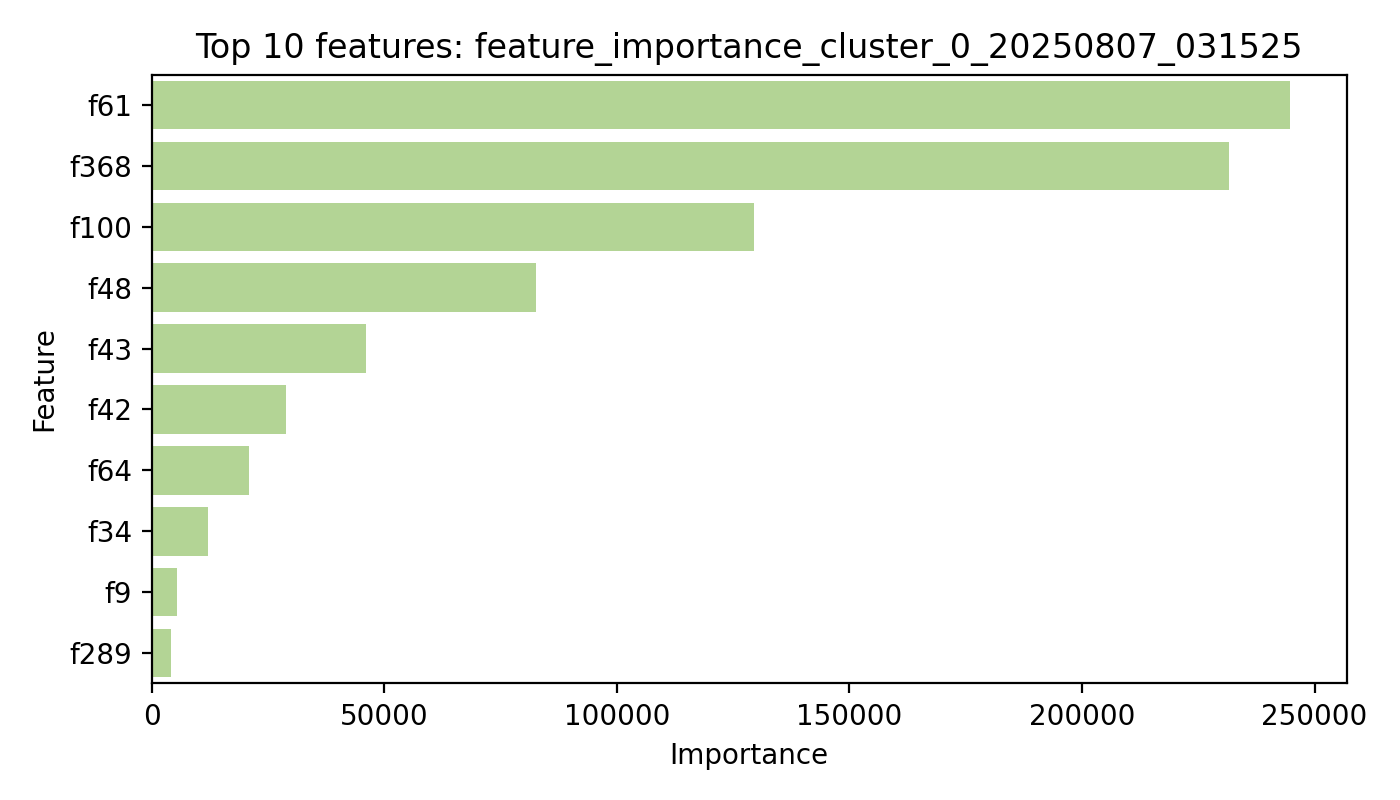 Top 10 features: feature_importance_cluster_0_20250807_031525
f61
f368
f100
f48
f43
f42
f64
f34
f9
f289
Feature
0 50000 100000 150000 200000 250000
Importance